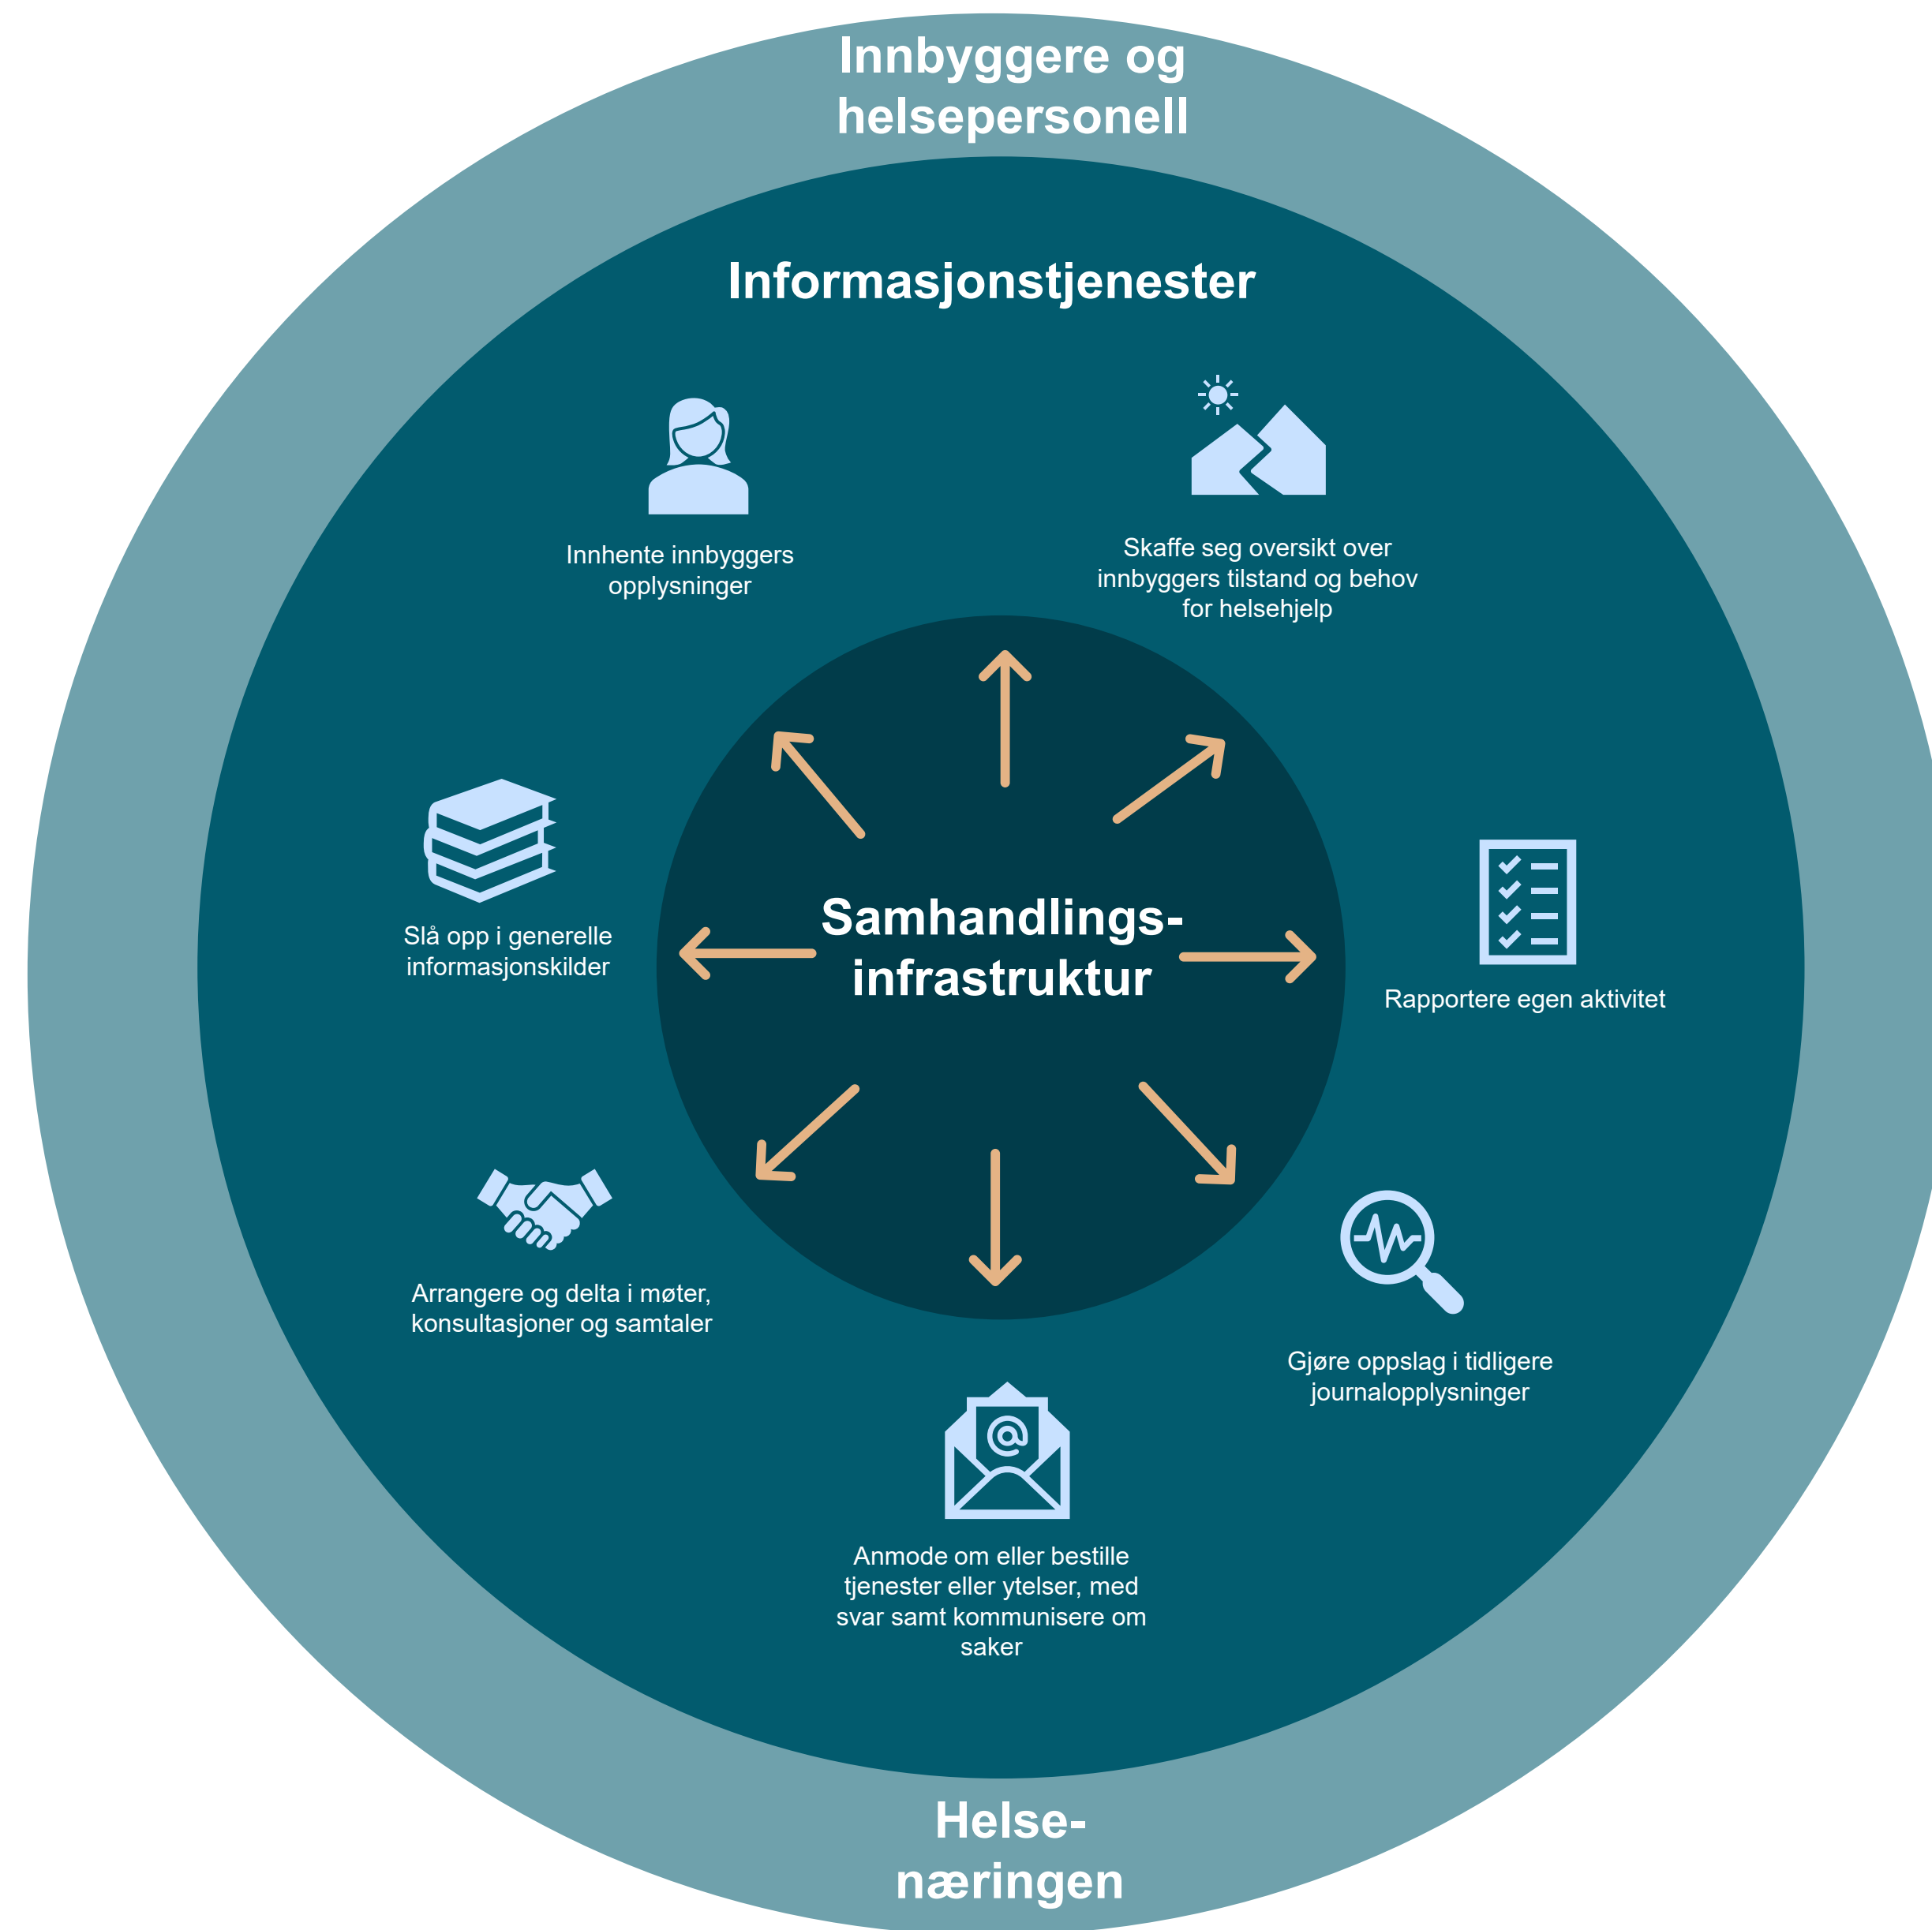 Innbyggere og
helsepersonell
Informasjonstjenester
Innhente innbyggers
opplysninger
Skaffe seg oversikt over
innbyggers tilstand og behov
for helsehjelp
Slå opp i generelle
informasjonskilder
Samhandlings-
infrastruktur
Rapportere egen aktivitet
Arrangere og delta i møter,
konsultasjoner og samtaler
Gjøre oppslag i tidligere
journalopplysninger
@
Anmode om eller bestille
tjenester eller ytelser, med
svar samt kommunisere om
saker
Helse-
næringen